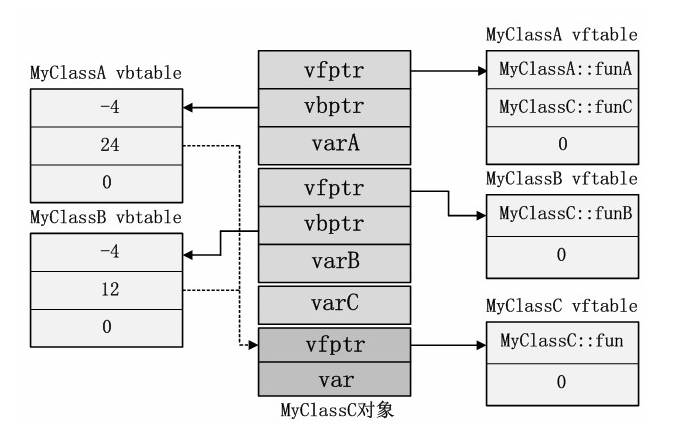 MyClassA vftable
MyClassA vbtable
vfptr
MyClassA::funA
-4
vbptr
MyClassC::funC
24
varA
0
0
vfptr
MyClassB vftable
MyClassB vbtable
vbptr
MyClassC::funB
-4
varB
0
12
varC
MyClassC vftable
0
vfptr
MyClassC::fun
var
0
MyClassC对象